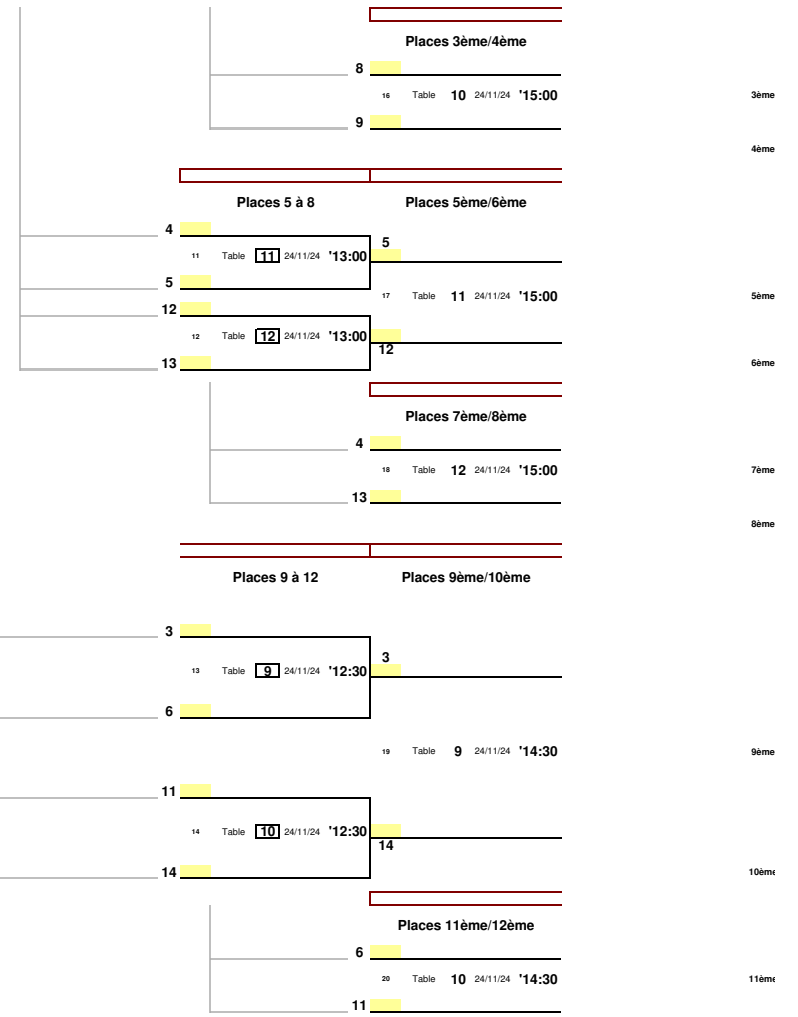 Places 3ème/4ème
8
16 Table 10 24/11/24 '15:00 3ème
9
4ème
Places 5 à 8 Places 5ème/6ème
4
5
11 Table 11 24/11/24 '13:00
5
17 Table 11 24/11/24 '15:00 5ème
12
12 Table 12 24/11/24 '13:00
12
13 6ème
Places 7ème/8ème
4
18 Table 12 24/11/24 '15:00 7ème
13
8ème
Places 9 à 12 Places 9ème/10ème
3
3
13 Table 9 24/11/24 '12:30
6
19 Table 9 24/11/24 '14:30 9ème
11
14 Table 10 24/11/24 '12:30
14
14 10ème
Places 11ème/12ème
6
20 Table 10 24/11/24 '14:30 11ème
11